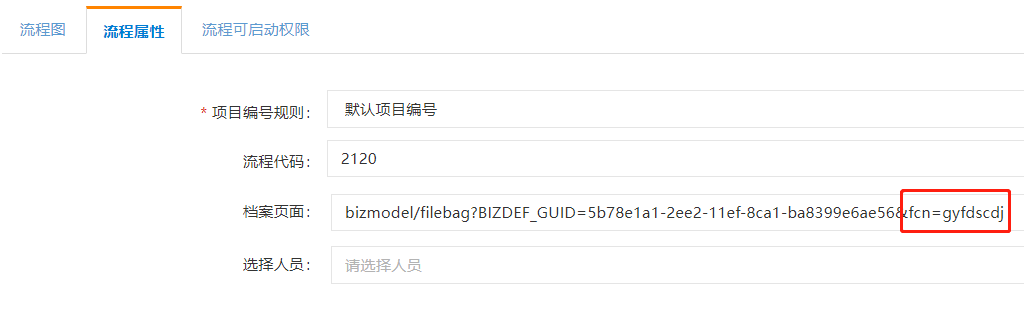 流程图 流程属性 流程可启动权限
* 项目编号规则： 默认项目编号
流程代码： 2120
档案页面： bizmodel/filebag?BIZDEF_GUID=5b78e1a1-2ee2-11ef-8ca1-ba8399e6ae56&fcn=gyfdscdj
选择人员： 请选择人员